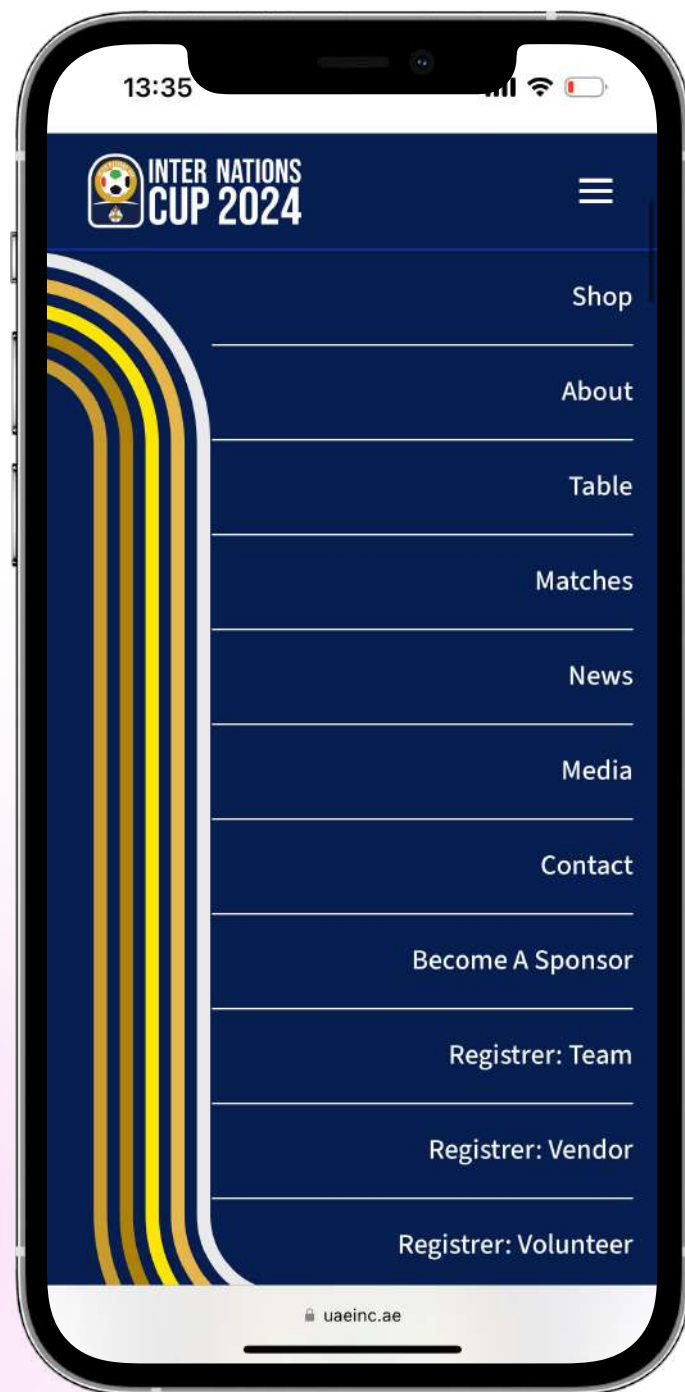 13:35
INTER NATIONS
CUP 2024
Shop
About
Table
Matches
News
Media
Contact
Become A Sponsor
Registrer: Team
Registrer: Vendor
Registrer: Volunteer
uaeinc.ae